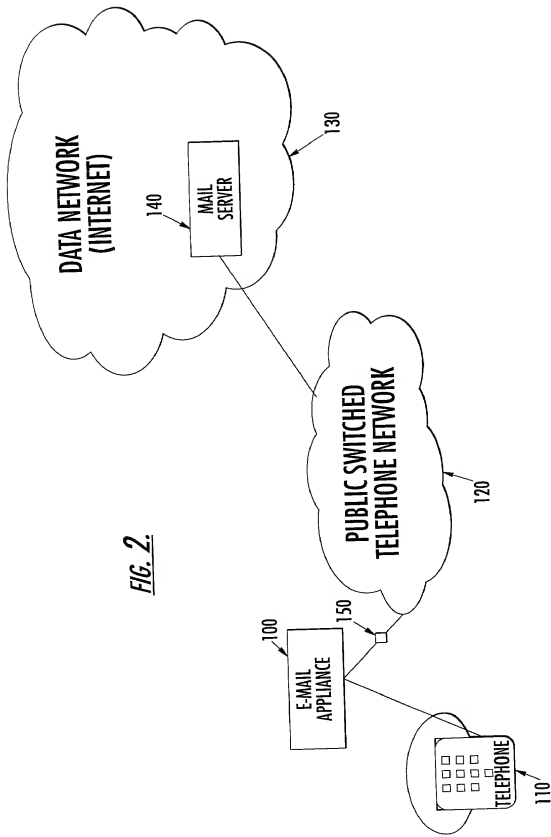 FIG. 2.
TELEPHONE
110
E-MAIL
APPLIANCE
100
150
PUBLIC SWITCHED
TELEPHONE NETWORK
120
DATA NETWORK
(INTERNET)
140
MAIL
SERVER
130